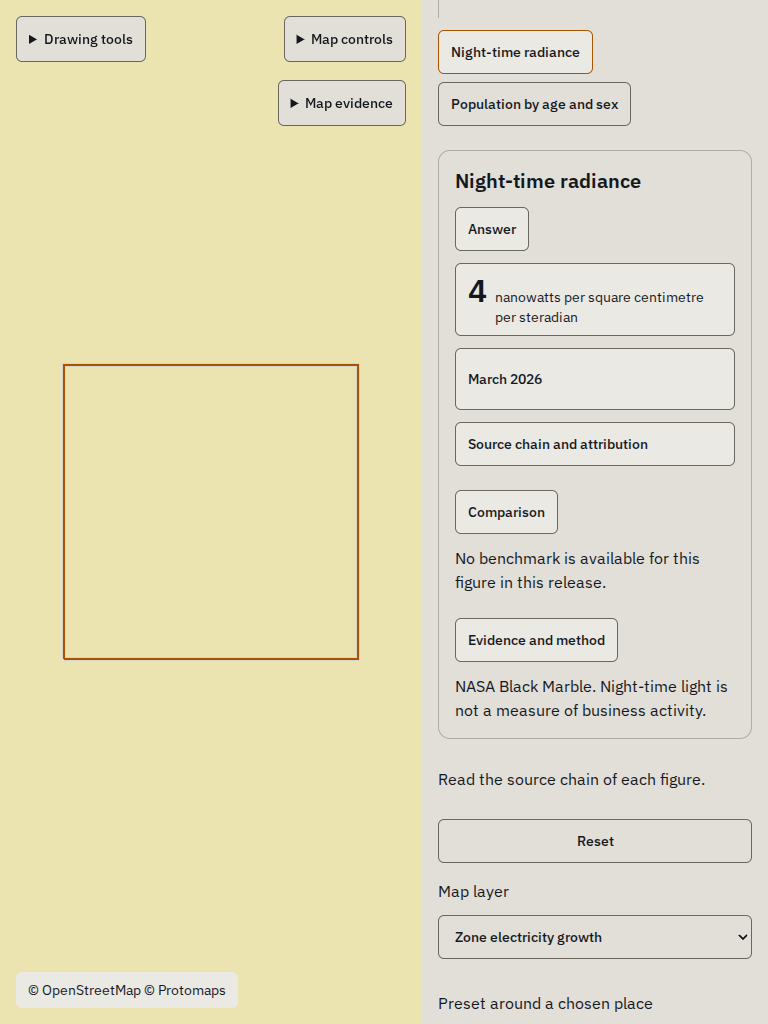 Drawing tools
Map controls
Map evidence
© OpenStreetMap © Protomaps
Night-time radiance
Population by age and sex
Night-time radiance
Answer
4 nanowatts per square centimetre
per steradian
March 2026
Source chain and attribution
Comparison
No benchmark is available for this
figure in this release.
Evidence and method
NASA Black Marble. Night-time light is
not a measure of business activity.
Read the source chain of each figure.
Reset
Map layer
Zone electricity growth
Preset around a chosen place